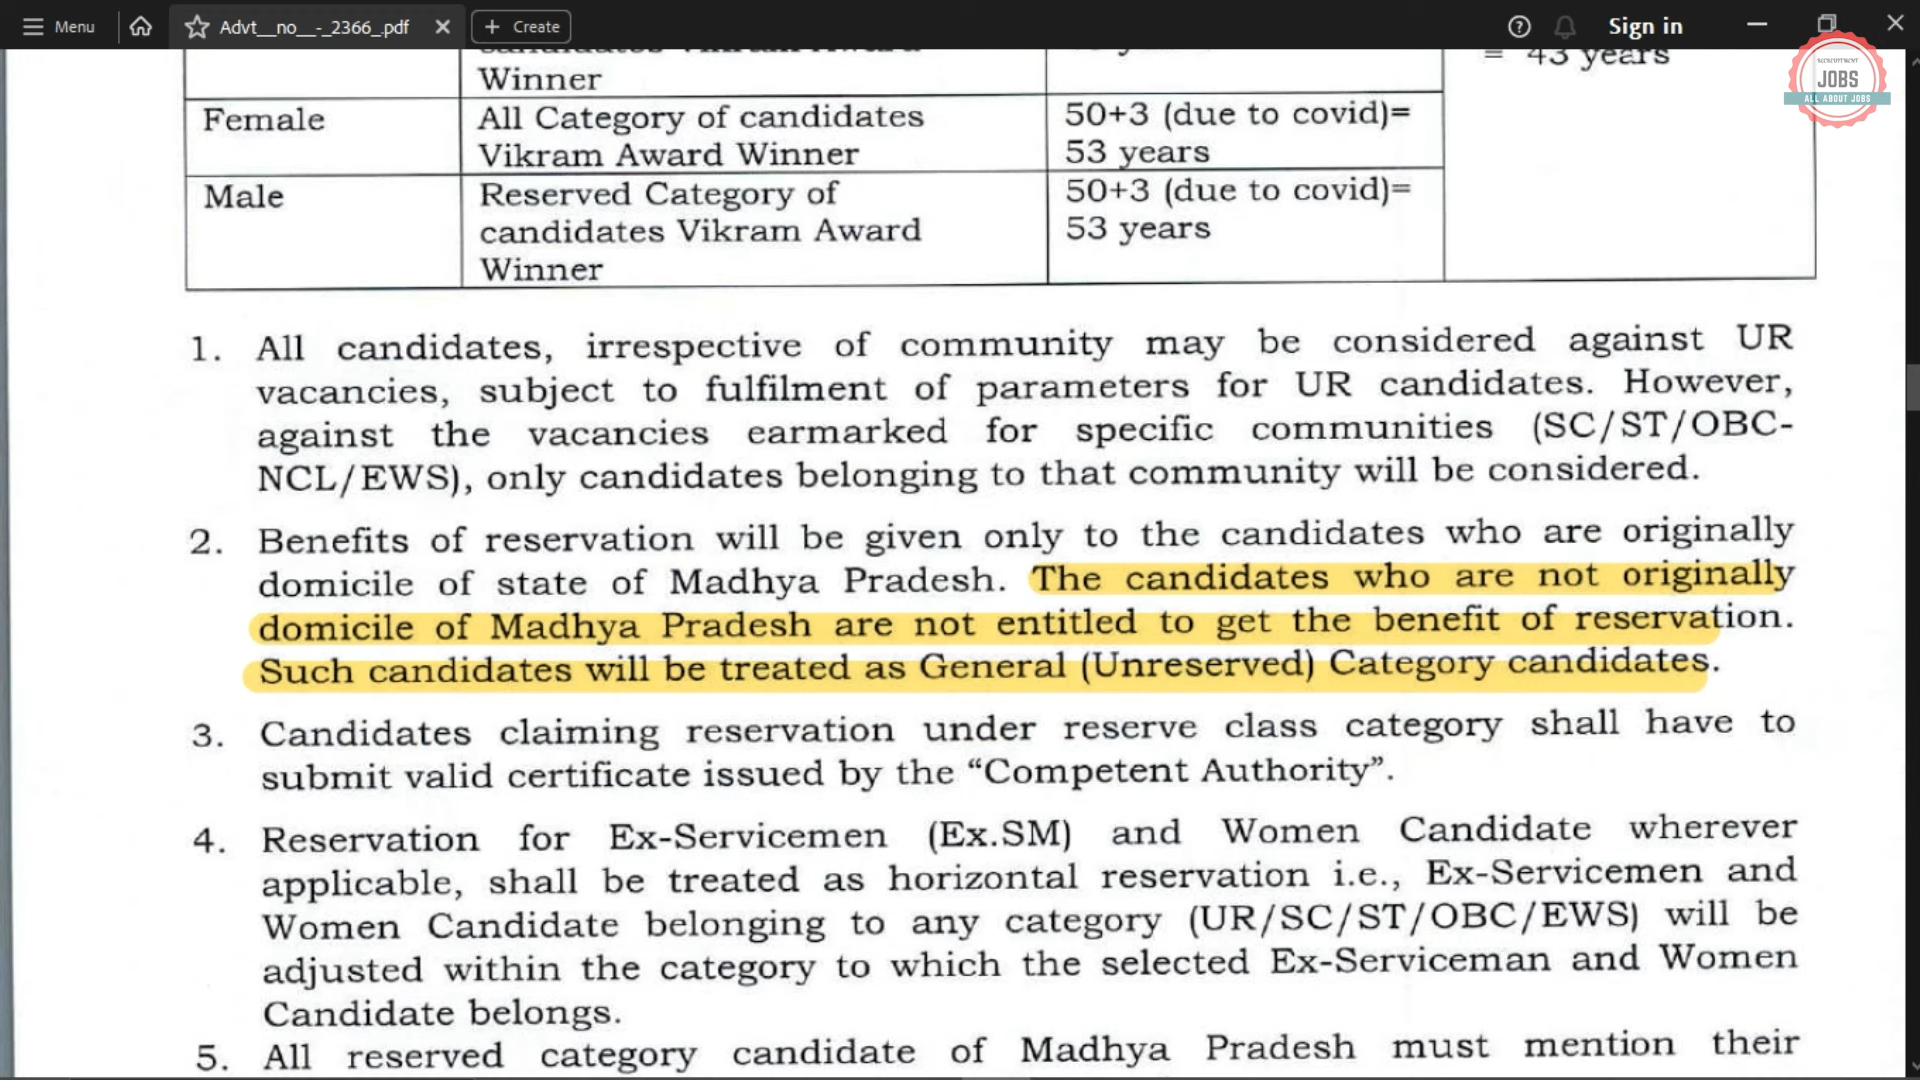 Menu
Advt__no__-_2366_.pdf
Create
Sign in
candidates Vikram Award
Winner
= 43 years
RECRUITMENT
JOBS
ALL ABOUT JOBS
Female
All Category of candidates
Vikram Award Winner
50+3 (due to covid)=
53 years
Male
Reserved Category of
candidates Vikram Award
Winner
50+3 (due to covid)=
53 years
1. All candidates, irrespective of community may be considered against UR
vacancies, subject to fulfilment of parameters for UR candidates. However,
against the vacancies earmarked for specific communities (SC/ST/OBC-
NCL/EWS), only candidates belonging to that community will be considered.
2. Benefits of reservation will be given only to the candidates who are originally
domicile of state of Madhya Pradesh. The candidates who are not originally
domicile of Madhya Pradesh are not entitled to get the benefit of reservation.
Such candidates will be treated as General (Unreserved) Category candidates.
3. Candidates claiming reservation under reserve class category shall have to
submit valid certificate issued by the “Competent Authority”.
4. Reservation for Ex-Servicemen (Ex.SM) and Women Candidate wherever
applicable, shall be treated as horizontal reservation i.e., Ex-Servicemen and
Women Candidate belonging to any category (UR/SC/ST/OBC/EWS) will be
adjusted within the category to which the selected Ex-Serviceman and Women
Candidate belongs.
5. All reserved category candidate of Madhya Pradesh must mention their